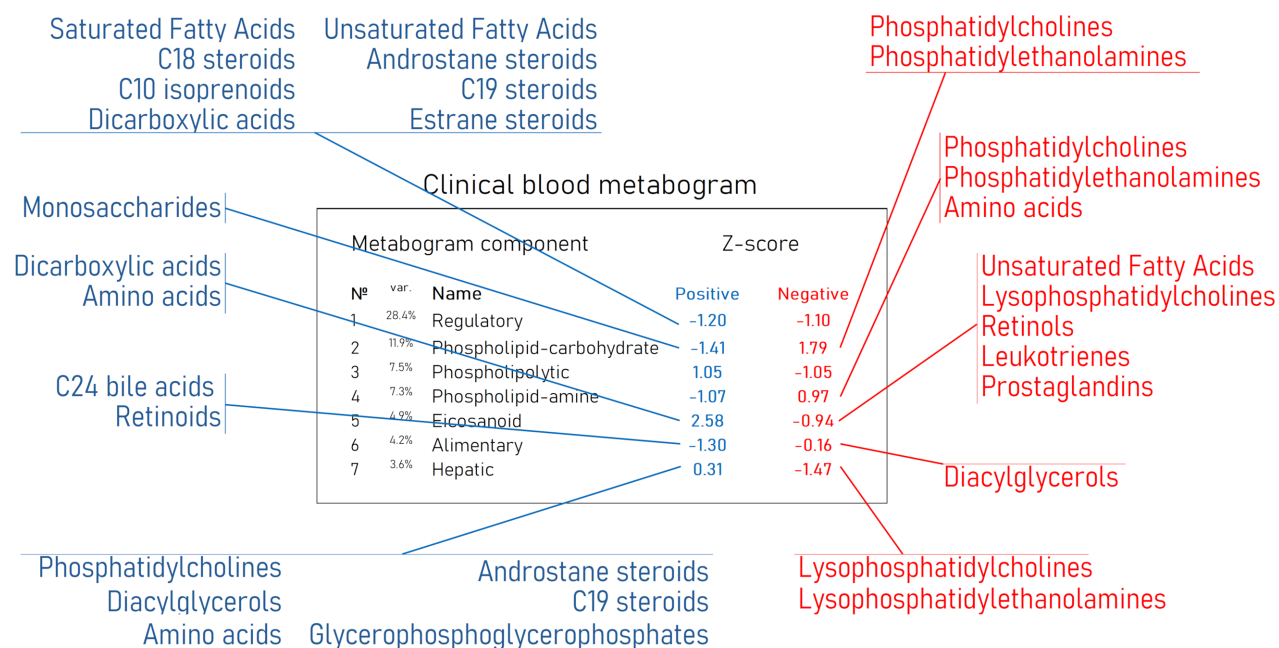 Saturated Fatty Acids
C18 steroids
C10 isoprenoids
Dicarboxylic acids
Unsaturated Fatty Acids
Androstane steroids
C19 steroids
Estrane steroids
Phosphatidylcholines
Phosphatidylethanolamines
Phosphatidylcholines
Phosphatidylethanolamines
Amino acids
Monosaccharides
Dicarboxylic acids
Amino acids
C24 bile acids
Retinoids
Clinical blood metabogram
Metabogram component Z-score
№ var. Name Positive Negative
1 28.4% Regulatory -1.20 -1.10
2 11.9% Phospholipid-carbohydrate -1.41 1.79
3 7.5% Phospholipolytic 1.05 -1.05
4 7.3% Phospholipid-amine -1.07 0.97
5 4.9% Eicosanoid 2.58 -0.94
6 4.2% Alimentary -1.30 -0.16
7 3.6% Hepatic 0.31 -1.47
Unsaturated Fatty Acids
Lysophosphatidylcholines
Retinols
Leukotrienes
Prostaglandins
Diacylglycerols
Phosphatidylcholines
Diacylglycerols
Amino acids
Androstane steroids
C19 steroids
Glycerophosphoglycerophosphates
Lysophosphatidylcholines
Lysophosphatidylethanolamines